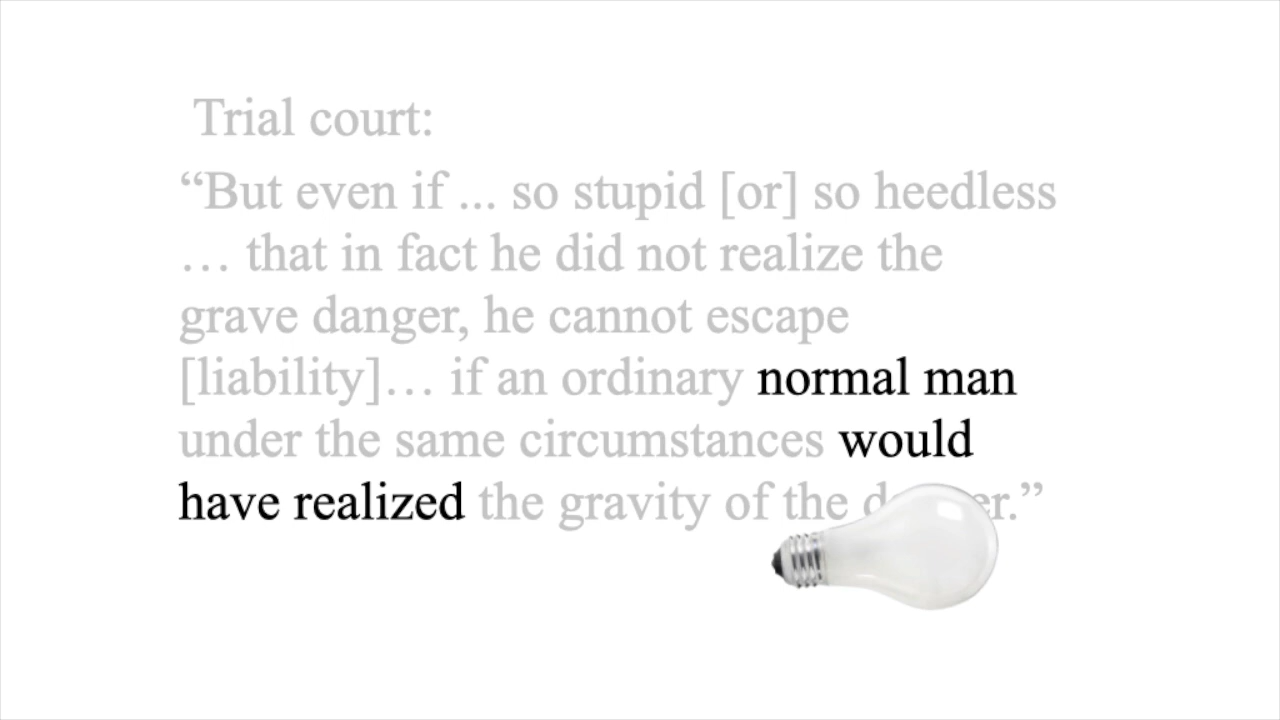 Trial court:
“But even if ... so stupid [or] so heedless
… that in fact he did not realize the
grave danger, he cannot escape
[liability]… if an ordinary normal man
under the same circumstances would
have realized the gravity of the